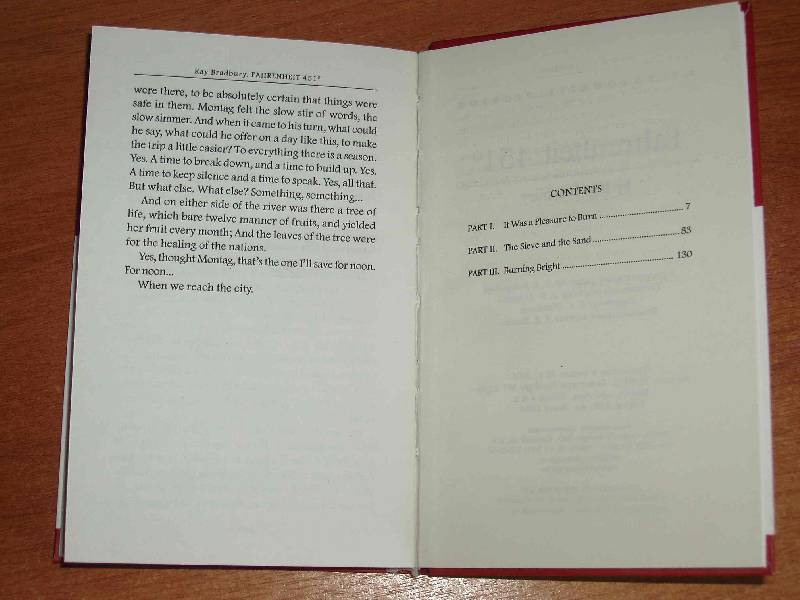 Ray Bradbury. FAHRENHEIT 451°
were there, to be absolutely certain that things were
safe in them. Montag felt the slow stir of words, the
slow simmer. And when it came to his turn, what could
he say, what could he offer on a day like this, to make
the trip a little easier? To everything there is a season.
Yes. A time to break down, and a time to build up. Yes.
A time to keep silence and a time to speak. Yes, all that.
But what else. What else? Something, something...
And on either side of the river was there a tree of
life, which bare twelve manner of fruits, and yielded
her fruit every month; And the leaves of the tree were
for the healing of the nations.
Yes, thought Montag, that's the one I'll save for noon.
For noon...
When we reach the city.
CONTENTS
PART I. It Was a Pleasure to Burn ........................ 7
PART II. The Sieve and the Sand ........................ 83
PART III. Burning Bright ........................ 130